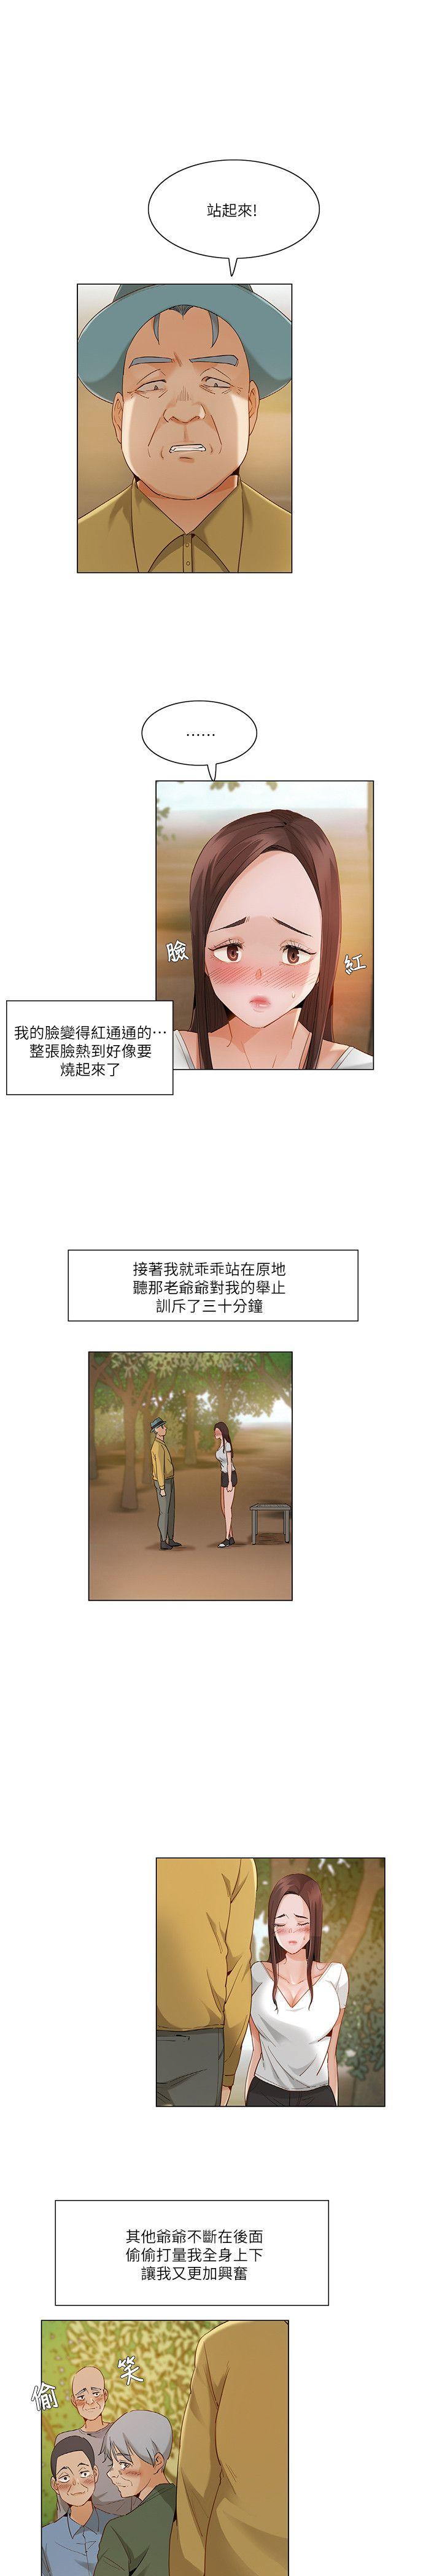 站起來!
……
臉
紅
我的臉變得紅通通的…
整張臉熱到好像要
燒起來了
接著我就乖乖站在原地
聽那老爺爺對我的舉止
訓斥了三十分鐘
其他爺爺不斷在後面
偷偷打量我全身上下
讓我又更加興奮
偷
笑